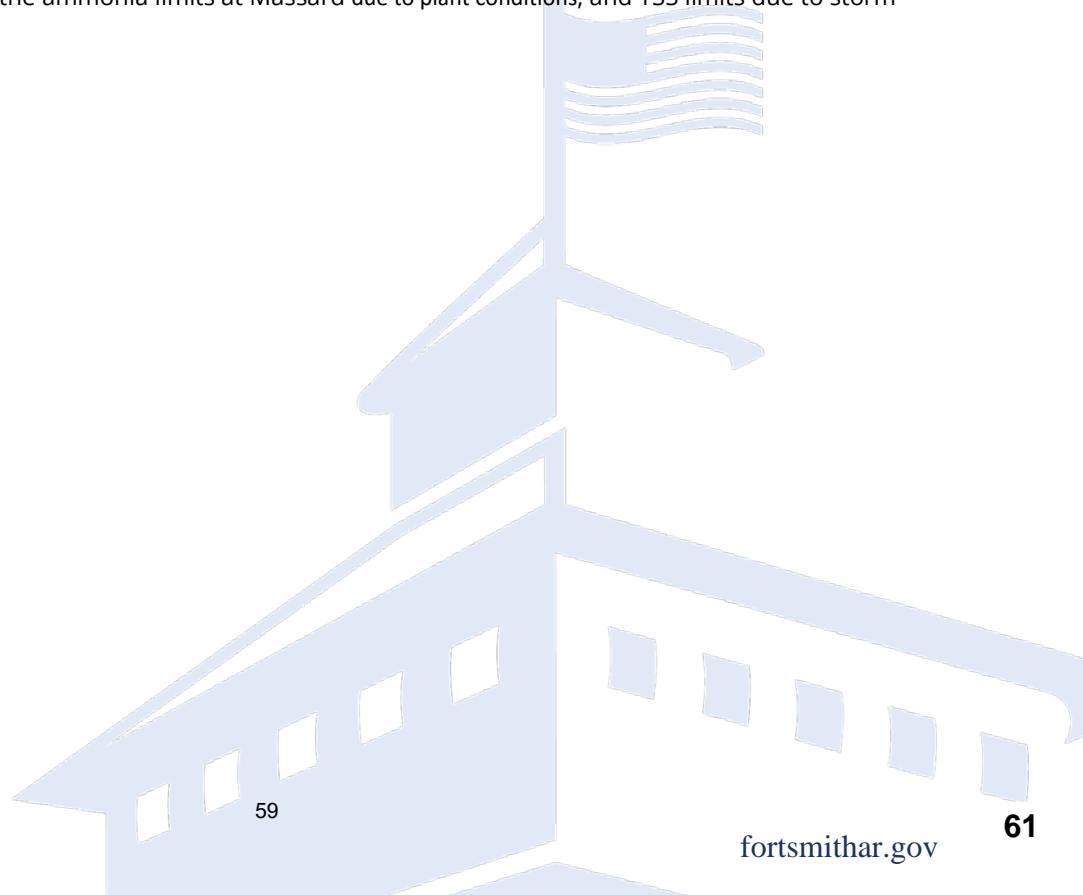 the ammonia limits at Massard due to plant conditions, and TSS limits due to storm
59
fortsmithar.gov
61